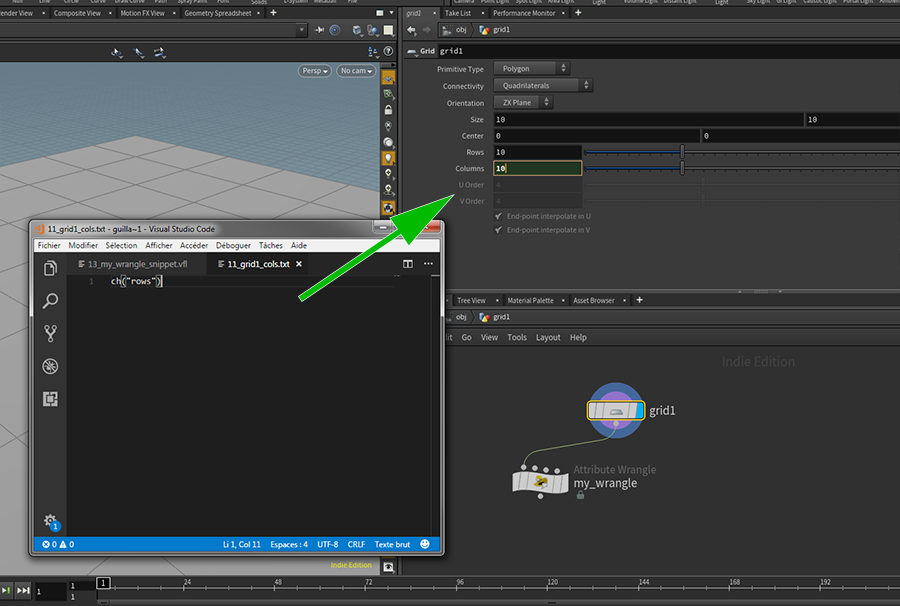 ender View
Composite View
Motion FX View
Geometry Spreadsheet
grid1
Take List
Performance Monitor
obj
grid1
Grid grid1
Persp
No cam
Primitive Type Polygon
Connectivity Quadrilaterals
Orientation ZX Plane
Size 10 10
Center 0 0
Rows 10
Columns 10
U Order 4
V Order 4
End-point interpolate in U
End-point interpolate in V
11_grid1_cols.txt - guilla~1 - Visual Studio Code
Fichier Modifier Sélection Afficher Accéder Déboguer Tâches Aide
13_my_wrangle_snippet.vfl
11_grid1_cols.txt
1 ch("rows")
1
0 0
Li 1, Col 11 Espaces : 4 UTF-8 CRLF Texte brut
Indie Edition
Tree View
Material Palette
Asset Browser
obj
grid1
dit Go View Tools Layout Help
Indie Edition
grid1
Attribute Wrangle
my_wrangle
1
1
1
1 24 48 72 96 120 144 168 192